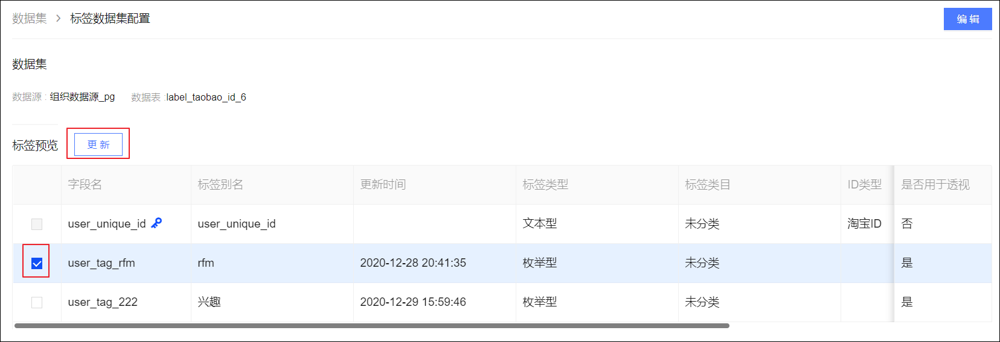 数据集 > 标签数据集配置 编辑
数据集
数据源 : 组织数据源_pg 数据表 :label_taobao_id_6
标签预览 更新
字段名 标签别名 更新时间 标签类型 标签类目 ID类型 是否用于透视
user_unique_id user_unique_id 文本型 未分类 淘宝ID 否
user_tag_rfm rfm 2020-12-28 20:41:35 枚举型 未分类 是
user_tag_222 兴趣 2020-12-29 15:59:46 枚举型 未分类 是